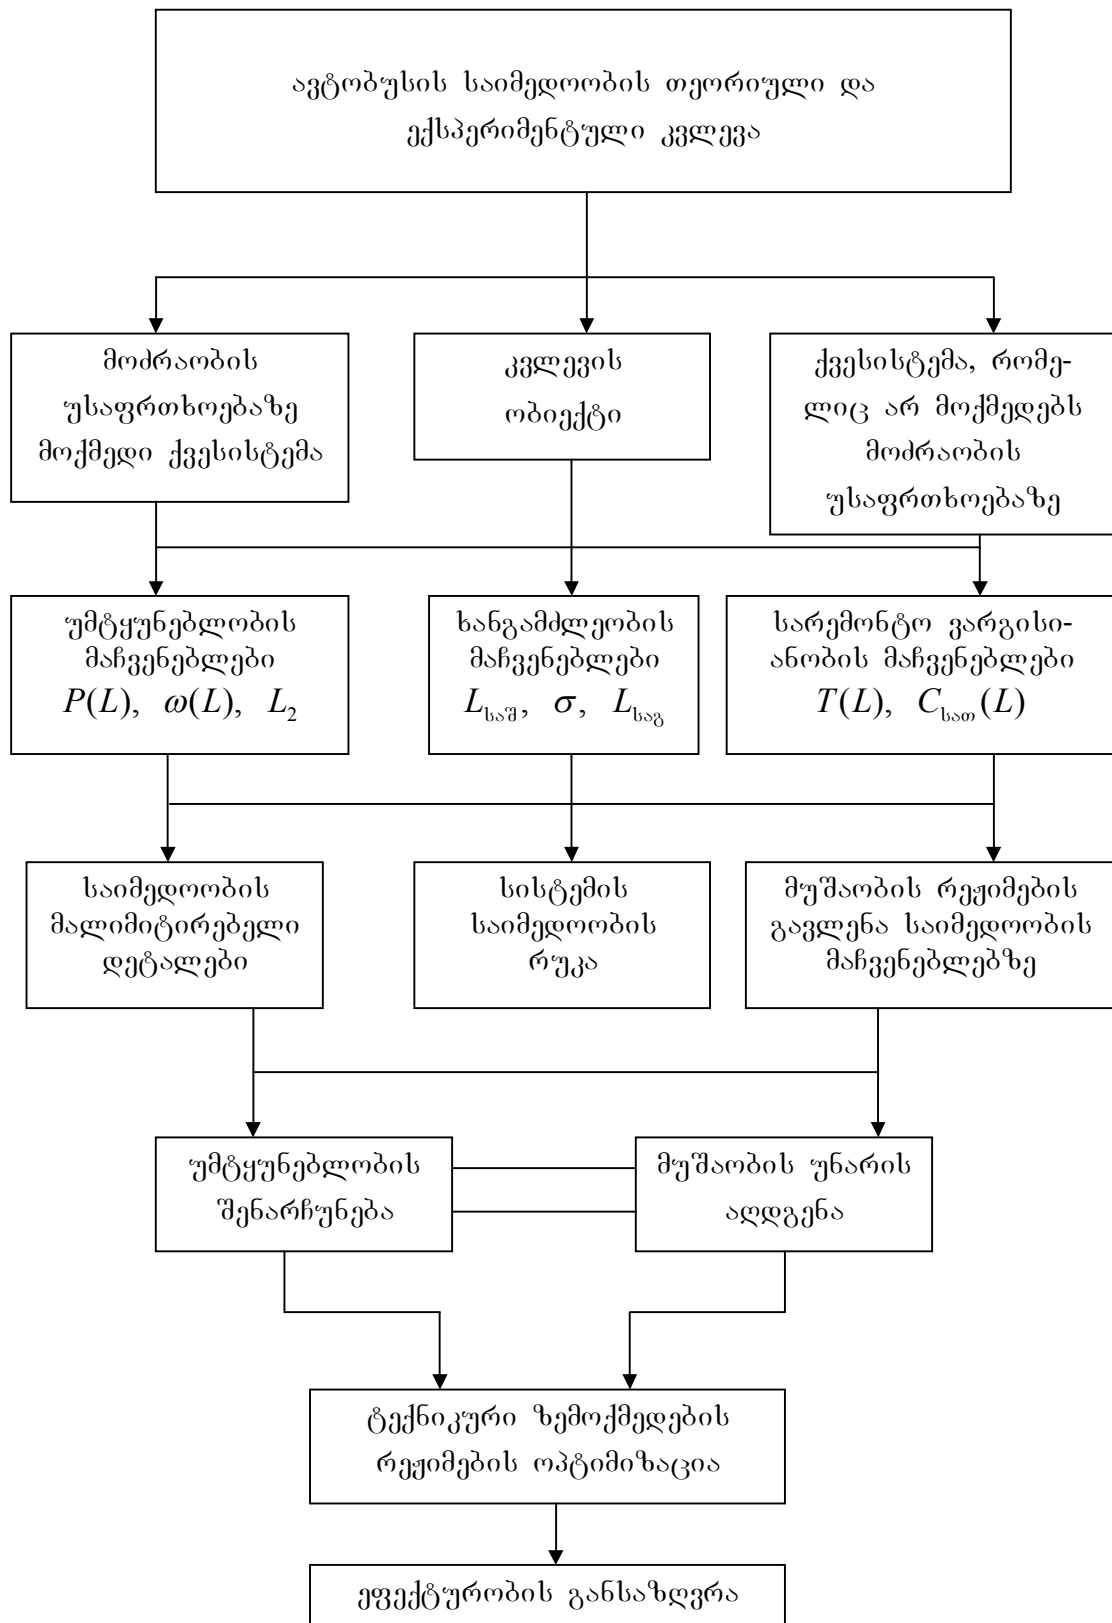 ავტობუსის საიმედოობის თეორიული და
ექსპერიმენტული კვლევა
მოძრაობის
უსაფრთხოებაზე
მოქმედი ქვესისტემა
კვლევის
ობიექტი
ქვესისტემა, რომე-
ლიც არ მოქმედებს
მოძრაობის
უსაფრთხოებაზე
უმტყუნებლობის
მაჩვენებლები
P(L), ω(L), L₂
ხანგამძლეობის
მაჩვენებლები
Lსაშ, σ, Lსაგ
სარემონტო ვარგისი-
ანობის მაჩვენებლები
T(L), Cსათ(L)
საიმედოობის
მალიმიტირებელი
დეტალები
სისტემის
საიმედოობის
რუკა
მუშაობის რეჟიმების
გავლენა საიმედოობის
მაჩვენებლებზე
უმტყუნებლობის
შენარჩუნება
მუშაობის უნარის
აღდგენა
ტექნიკური ზემოქმედების
რეჟიმების ოპტიმიზაცია
ეფექტურობის განსაზღვრა